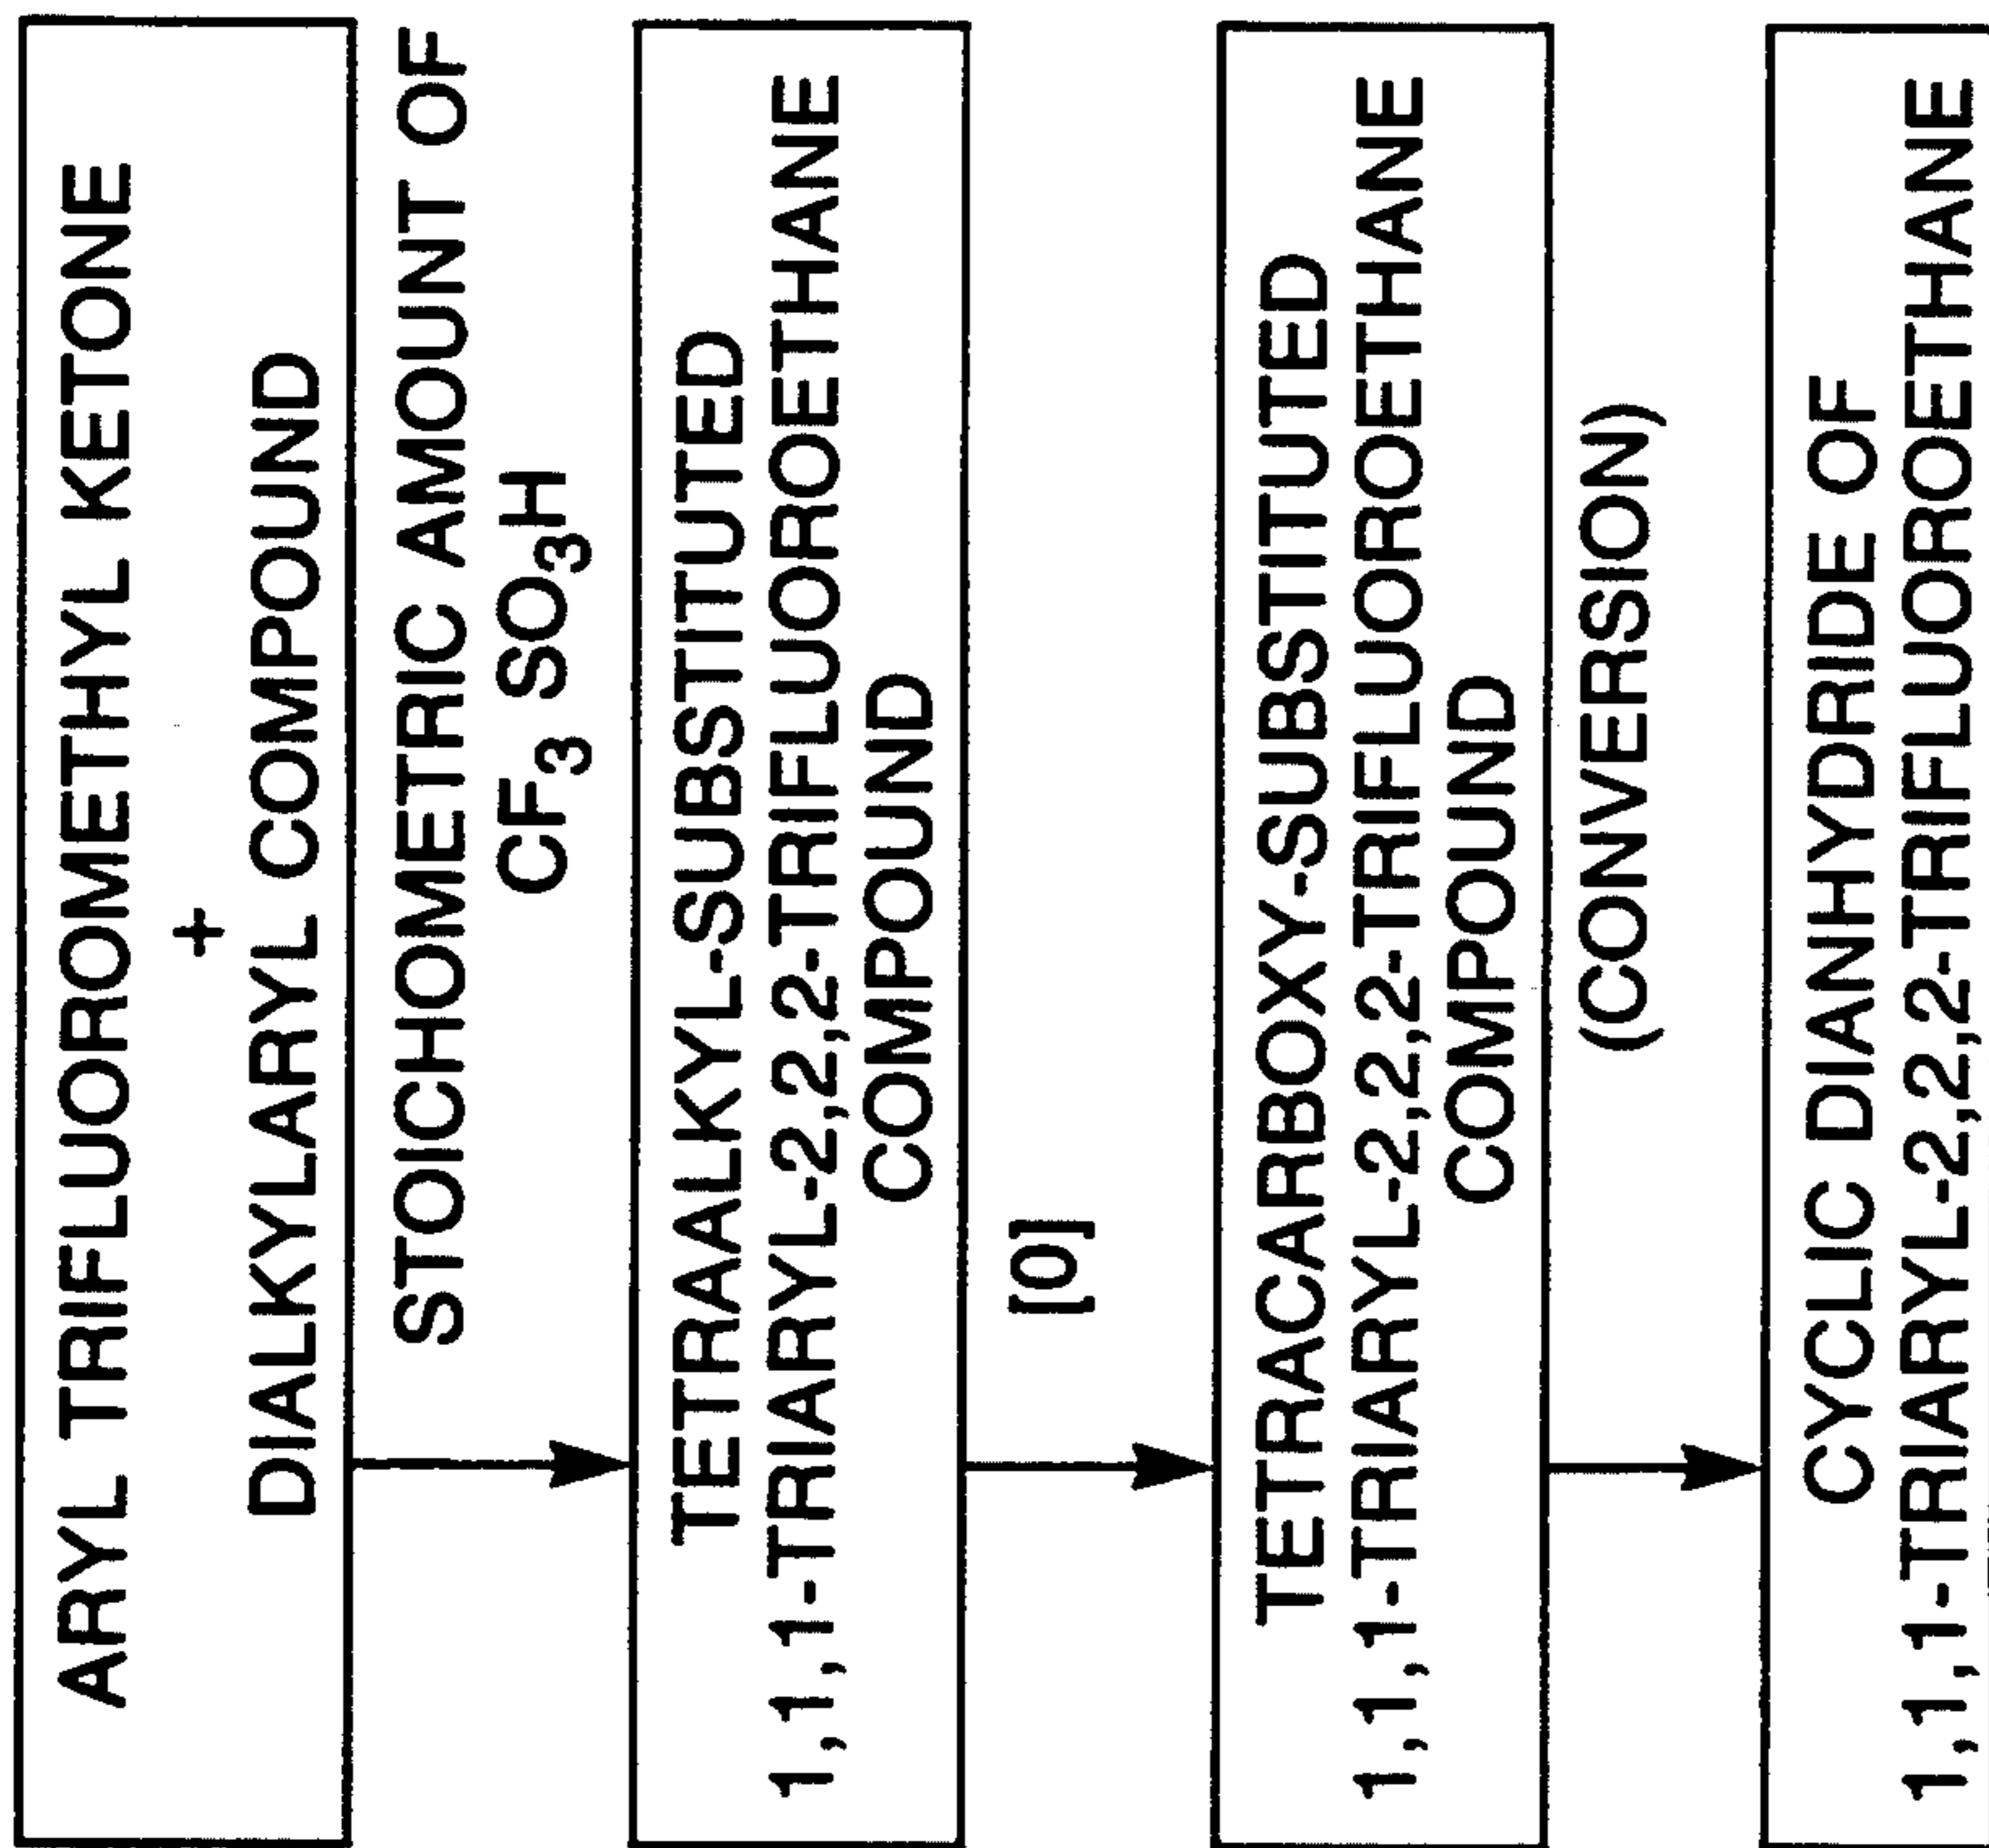 ARYL TRIFLUOROMETHYL KETONE
+
DIALKYLARYL COMPOUND
STOICHOMETRIC AMOUNT OF
CF3 SO3H
TETRAALKYL-SUBSTITUTED
1,1,1-TRIARYL-2,2,2-TRIFLUOROETHANE
COMPOUND
[0]
TETRACARBOXY-SUBSTITUTED
1,1,1-TRIARYL-2,2,2-TRIFLUOROETHANE
COMPOUND
(CONVERSION)
CYCLIC DIANHYDRIDE OF
1,1,1-TRIARYL-2,2,2-TRIFLUOROETHANE